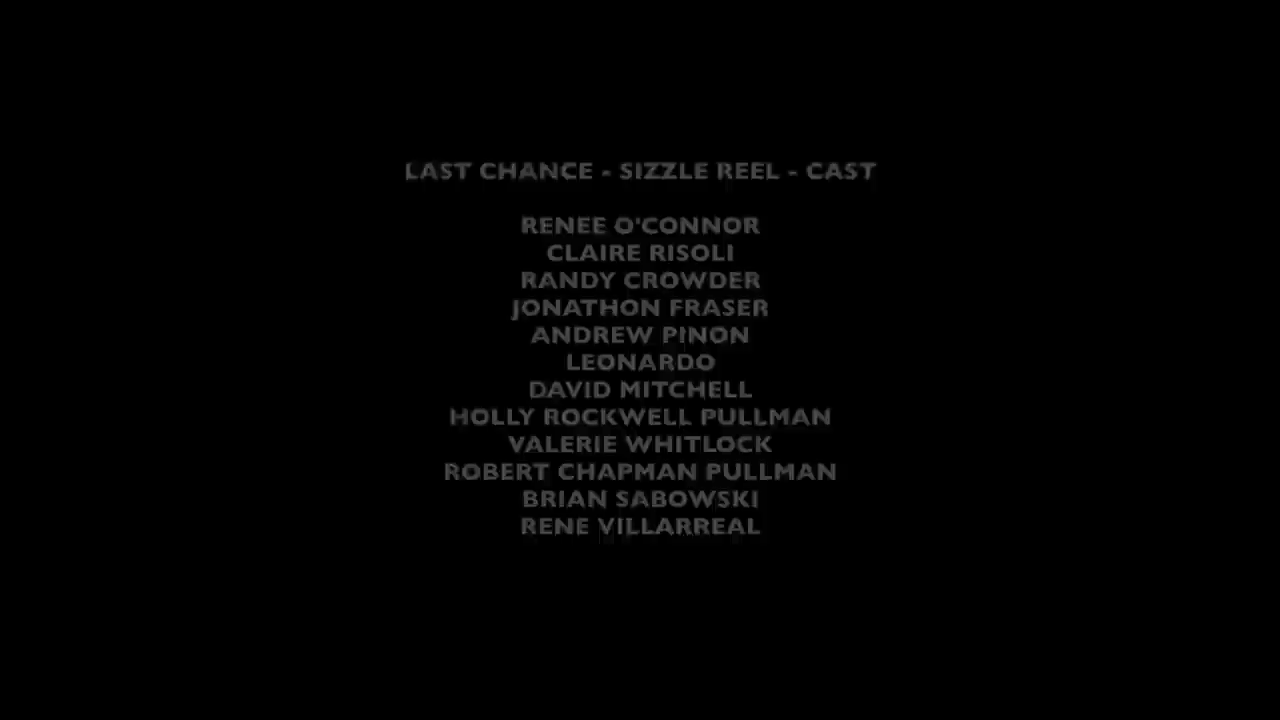 LAST CHANCE - SIZZLE REEL - CAST
RENEE O'CONNOR
CLAIRE RISOLI
RANDY CROWDER
JONATHON FRASER
ANDREW PINON
LEONARDO
DAVID MITCHELL
HOLLY ROCKWELL PULLMAN
VALERIE WHITLOCK
ROBERT CHAPMAN PULLMAN
BRIAN SABOWSKI
RENE VILLARREAL